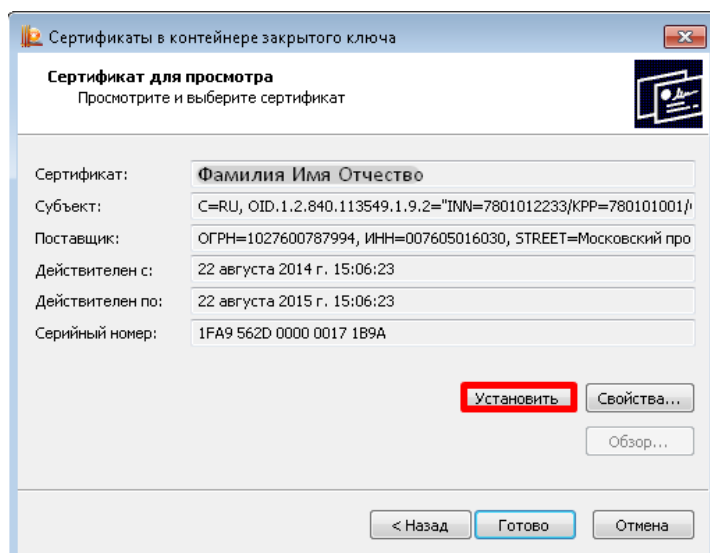 Сертификаты в контейнере закрытого ключа
Сертификат для просмотра
Просмотрите и выберите сертификат
Сертификат: Фамилия Имя Отчество
Субъект: C=RU, OID.1.2.840.113549.1.9.2="INN=7801012233/KPP=780101001/
Поставщик: ОГРН=1027600787994, ИНН=007605016030, STREET=Московский про
Действителен с: 22 августа 2014 г. 15:06:23
Действителен по: 22 августа 2015 г. 15:06:23
Серийный номер: 1FA9 562D 0000 0017 1B9A
Установить Свойства...
Обзор...
< Назад Готово Отмена